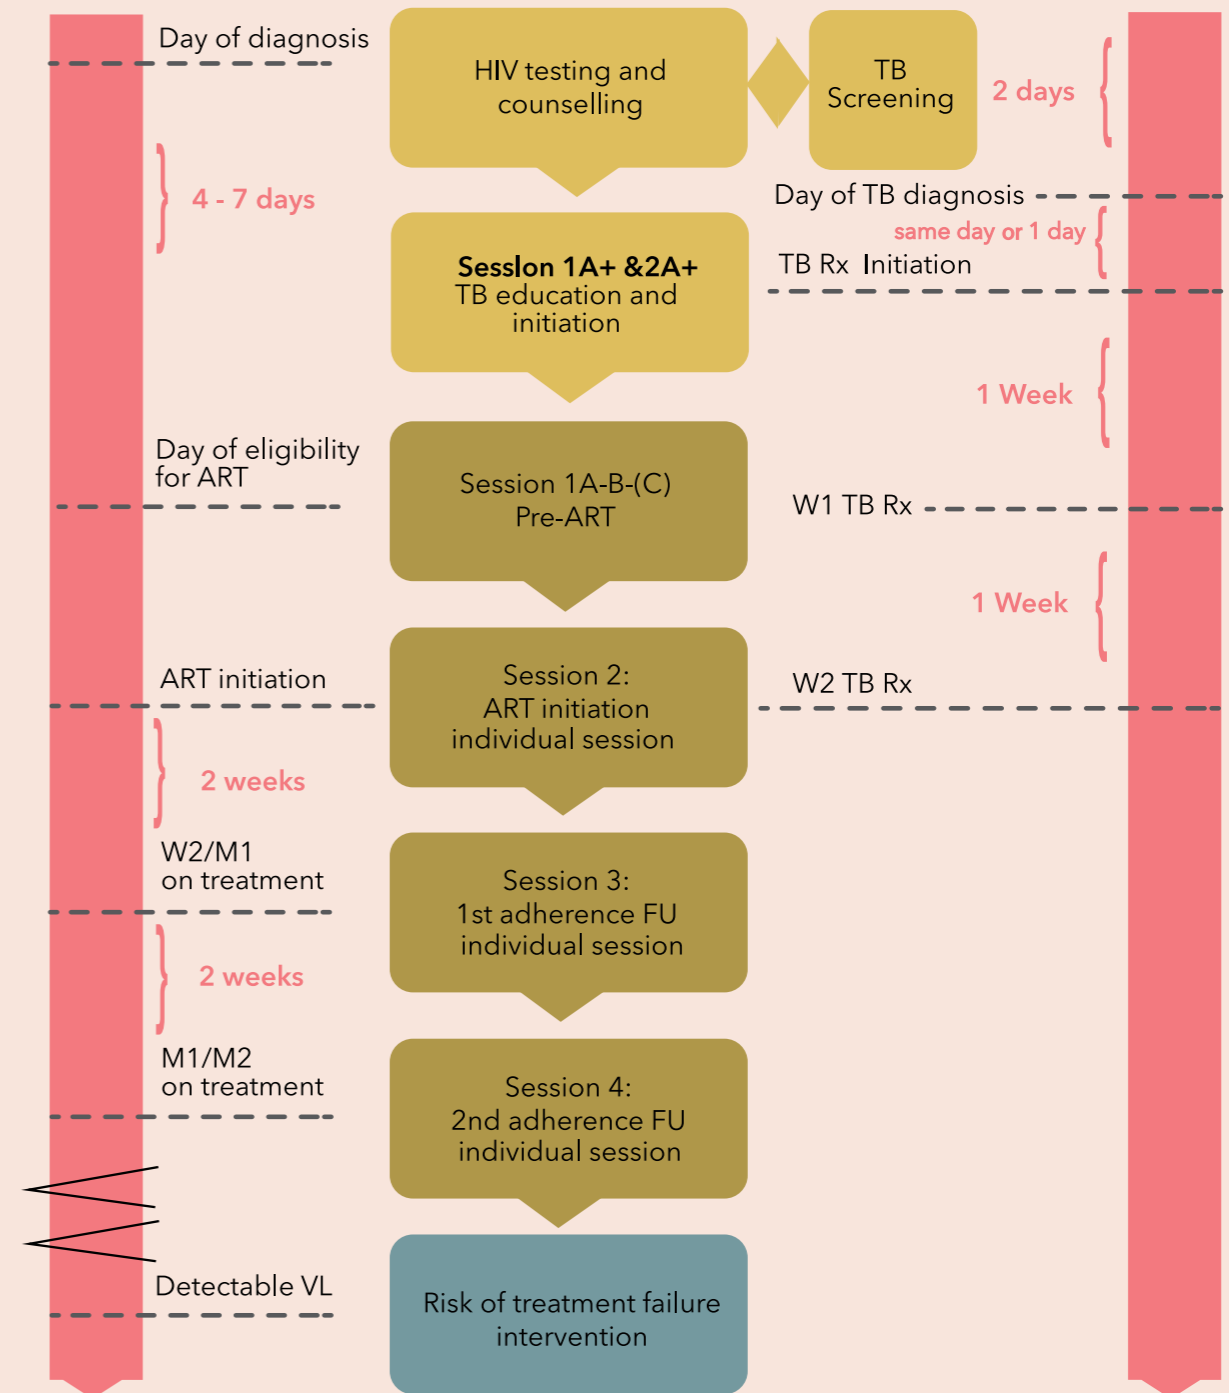 Day of diagnosis
HIV testing and
counselling
TB
Screening
2 days
4 - 7 days
Day of TB diagnosis
same day or 1 day
TB Rx Initiation
SessIon 1A+ &2A+
TB education and
initiation
1 Week
Day of eligibility
for ART
Session 1A-B-(C)
Pre-ART
W1 TB Rx
1 Week
ART initiation
Session 2:
ART initiation
individual session
W2 TB Rx
2 weeks
W2/M1
on treatment
Session 3:
1st adherence FU
individual session
2 weeks
M1/M2
on treatment
Session 4:
2nd adherence FU
individual session
Detectable VL
Risk of treatment failure
intervention